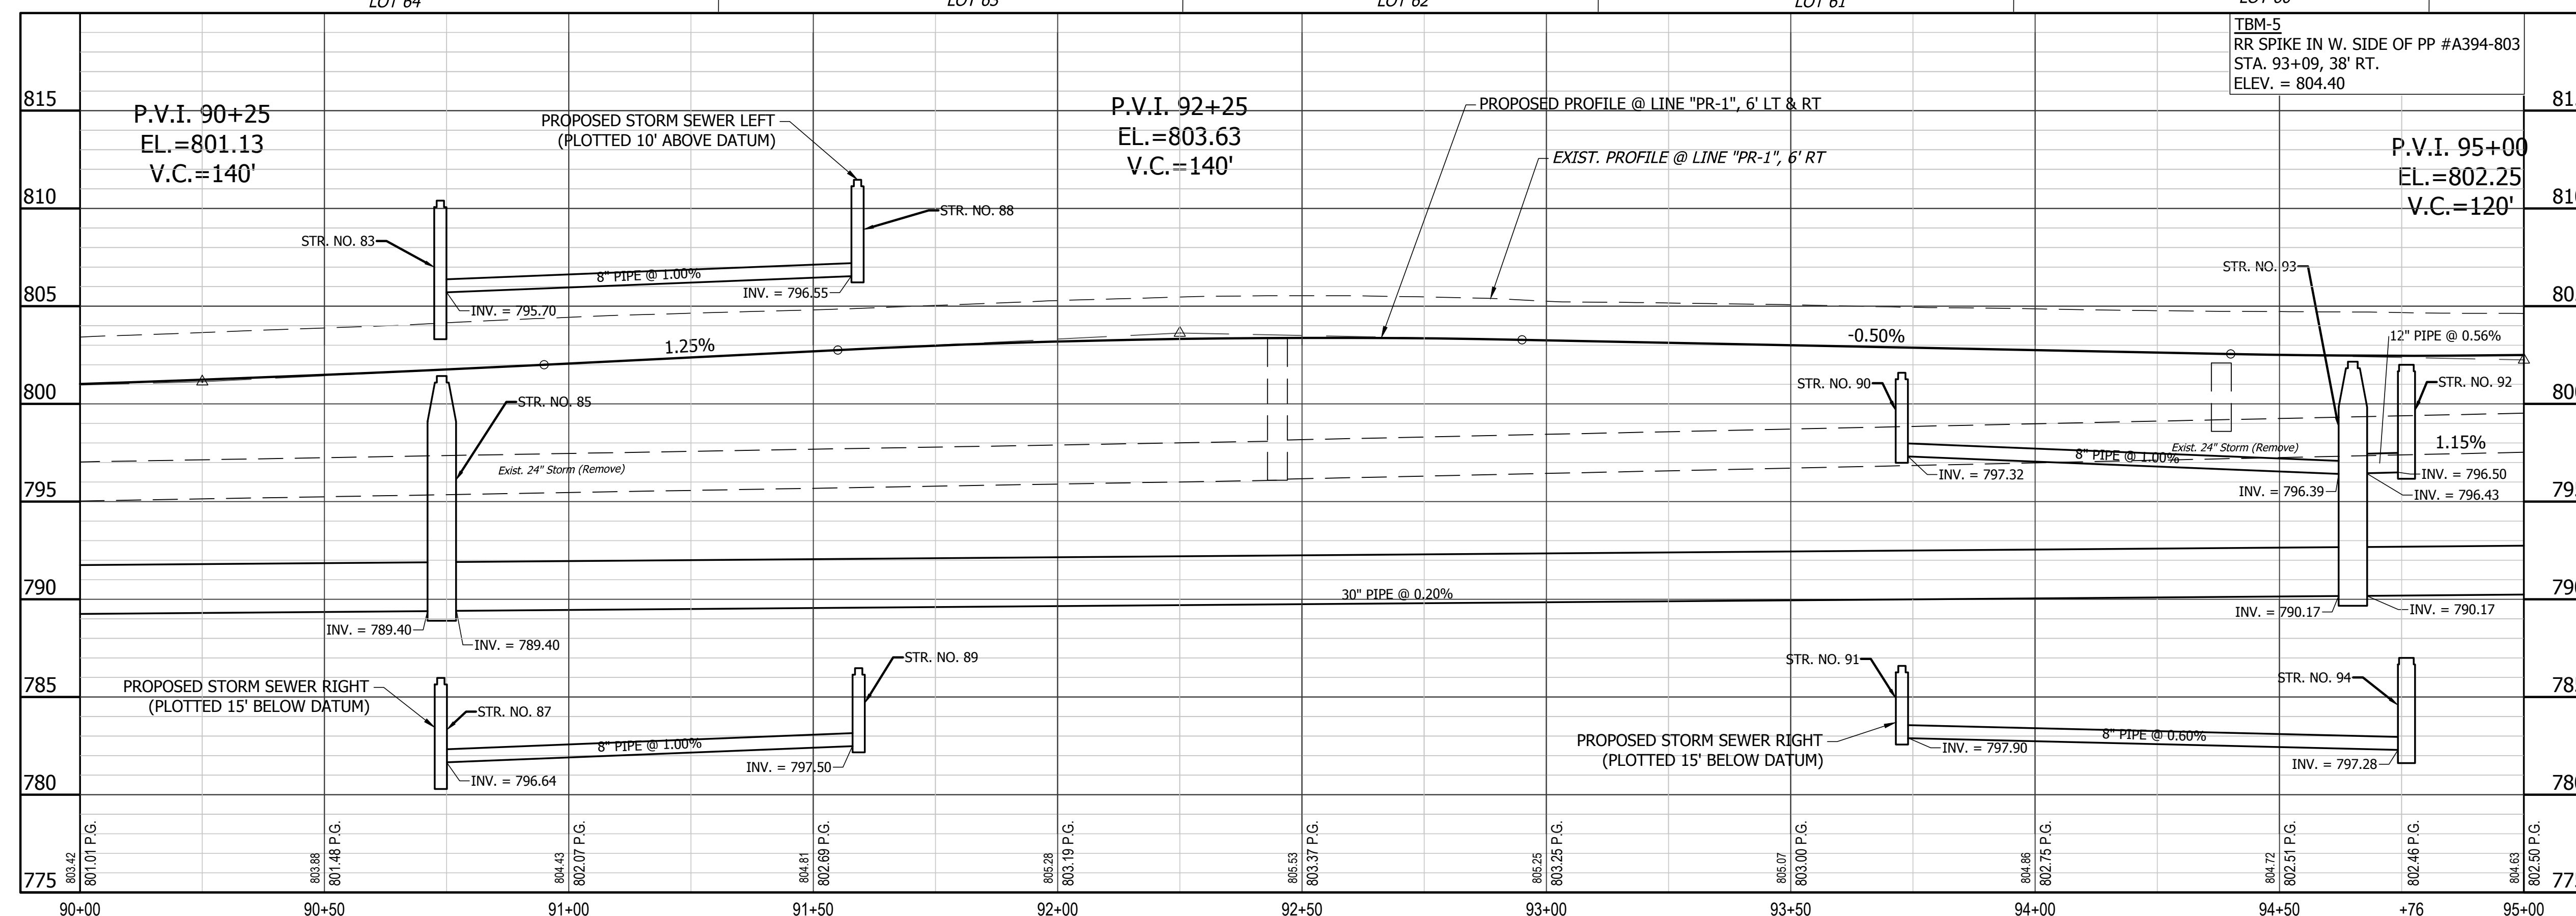 LOT 64
LOT 63
LOT 62
LOT 61
LOT 60
TBM-5
RR SPIKE IN W. SIDE OF PP #A394-803
STA. 93+09, 38' RT.
ELEV. = 804.40
815
810
805
800
795
790
785
780
775
P.V.I. 90+25
EL.=801.13
V.C.=140'
PROPOSED STORM SEWER LEFT
(PLOTTED 10' ABOVE DATUM)
P.V.I. 92+25
EL.=803.63
V.C.=140'
PROPOSED PROFILE @ LINE "PR-1", 6' LT & RT
EXIST. PROFILE @ LINE "PR-1", 6' RT
P.V.I. 95+00
EL.=802.25
V.C.=120'
STR. NO. 83
STR. NO. 88
8" PIPE @ 1.00%
INV. = 795.70
INV. = 796.55
1.25%
-0.50%
STR. NO. 93
12" PIPE @ 0.56%
STR. NO. 85
STR. NO. 90
STR. NO. 92
1.15%
Exist. 24" Storm (Remove)
Exist. 24" Storm (Remove)
8" PIPE @ 1.00%
INV. = 797.32
INV. = 796.39
INV. = 796.50
INV. = 796.43
30" PIPE @ 0.20%
INV. = 789.40
INV. = 789.40
INV. = 790.17
INV. = 790.17
PROPOSED STORM SEWER RIGHT
(PLOTTED 15' BELOW DATUM)
STR. NO. 87
STR. NO. 89
8" PIPE @ 1.00%
INV. = 796.64
INV. = 797.50
STR. NO. 91
STR. NO. 94
PROPOSED STORM SEWER RIGHT
(PLOTTED 15' BELOW DATUM)
8" PIPE @ 0.60%
INV. = 797.90
INV. = 797.28
803.42
801.01 P.G.
803.88
801.48 P.G.
804.43
802.07 P.G.
804.81
802.69 P.G.
805.28
803.19 P.G.
805.53
803.37 P.G.
805.25
803.25 P.G.
805.07
803.00 P.G.
804.86
802.75 P.G.
804.72
802.51 P.G.
802.46 P.G.
804.63
802.50 P.G.
90+00
90+50
91+00
91+50
92+00
92+50
93+00
93+50
94+00
94+50
+76
95+00